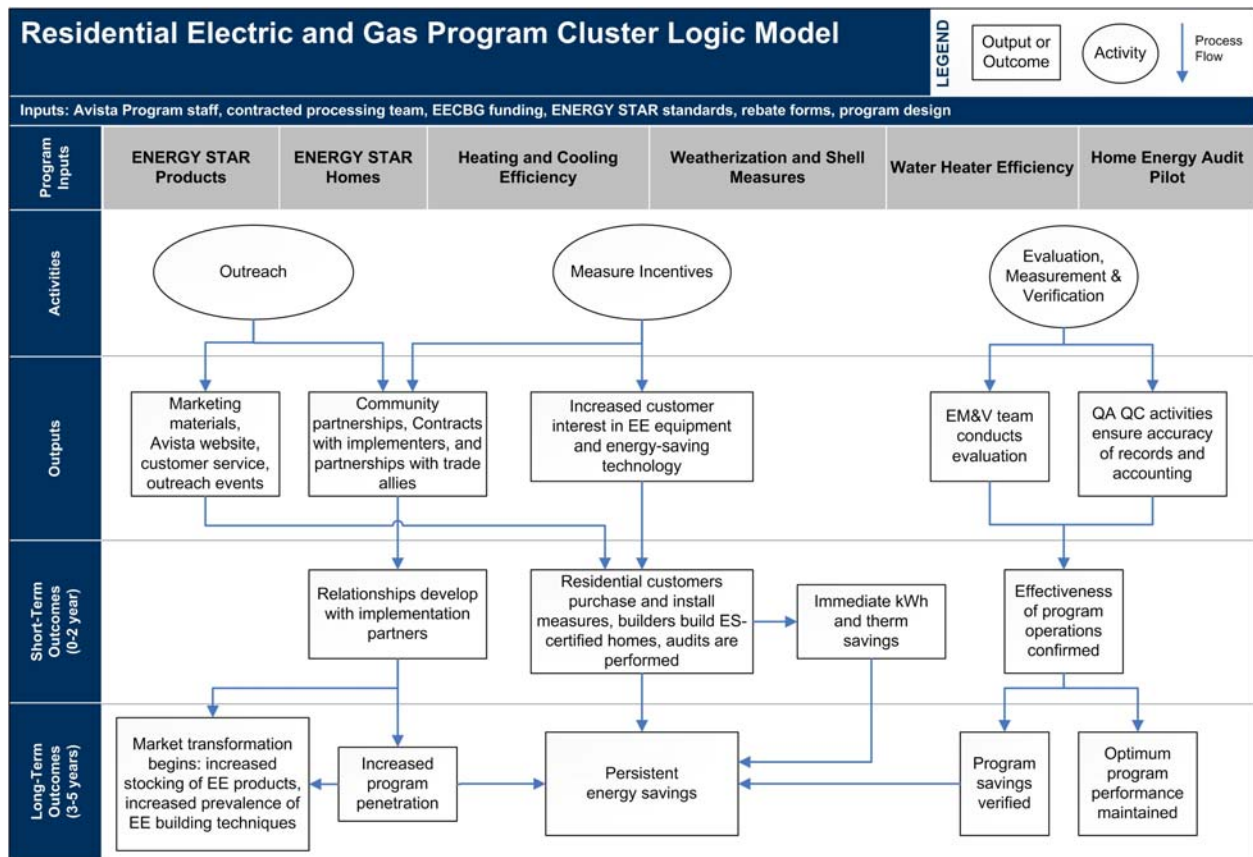 Residential Electric and Gas Program Cluster Logic Model
LEGEND
Output or
Outcome
Activity
Process
Flow
Inputs: Avista Program staff, contracted processing team, EECBG funding, ENERGY STAR standards, rebate forms, program design
Program
Inputs
ENERGY STAR
Products
ENERGY STAR
Homes
Heating and Cooling
Efficiency
Weatherization and Shell
Measures
Water Heater Efficiency
Home Energy Audit
Pilot
Activities
Outreach
Measure Incentives
Evaluation,
Measurement &
Verification
Outputs
Marketing
materials,
Avista website,
customer service,
outreach events
Community
partnerships, Contracts
with implementers, and
partnerships with trade
allies
Increased customer
interest in EE equipment
and energy-saving
technology
EM&V team
conducts
evaluation
QA QC activities
ensure accuracy
of records and
accounting
Short-Term
Outcomes
(0-2 year)
Relationships develop
with implementation
partners
Residential customers
purchase and install
measures, builders build ES-
certified homes, audits are
performed
Immediate kWh
and therm
savings
Effectiveness
of program
operations
confirmed
Long-Term
Outcomes
(3-5 years)
Market transformation
begins: increased
stocking of EE products,
increased prevalence of
EE building techniques
Increased
program
penetration
Persistent
energy savings
Program
savings
verified
Optimum
program
performance
maintained